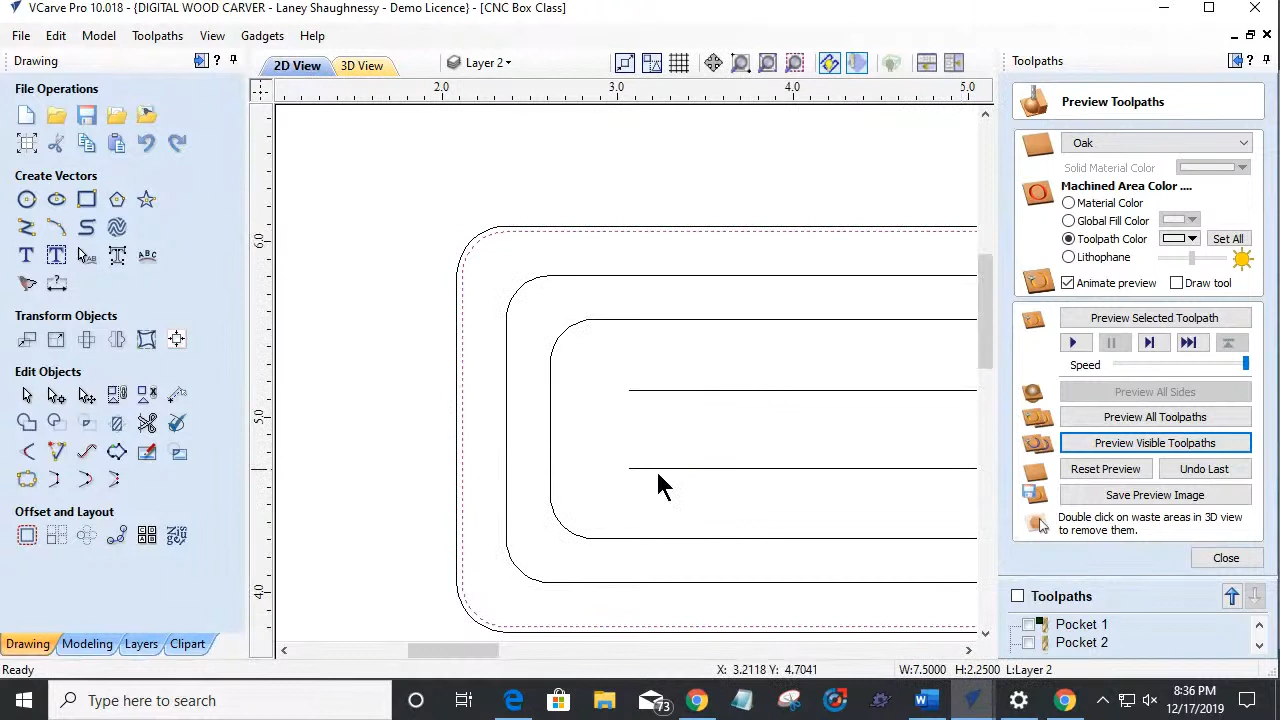 VCarve Pro 10.018 - {DIGITAL WOOD CARVER - Laney Shaughnessy - Demo Licence} - [CNC Box Class]
File Edit Model Toolpaths View Gadgets Help
Drawing
File Operations
Create Vectors
Transform Objects
Edit Objects
Offset and Layout
Drawing Modeling Layers Clipart
2D View 3D View Layer 2
2.0 3.0 4.0 5.0
6.0
5.0
4.0
Toolpaths
Preview Toolpaths
Oak
Solid Material Color
Machined Area Color ....
Material Color
Global Fill Color
Toolpath Color Set All
Lithophane
Animate preview Draw tool
Preview Selected Toolpath
Speed
Preview All Sides
Preview All Toolpaths
Preview Visible Toolpaths
Reset Preview Undo Last
Save Preview Image
Double click on waste areas in 3D view
to remove them.
Close
Toolpaths
Pocket 1
Pocket 2
Ready X: 3.2118 Y: 4.7041 W:7.5000 H:2.2500 L:Layer 2
Type here to search
73
8:36 PM
12/17/2019